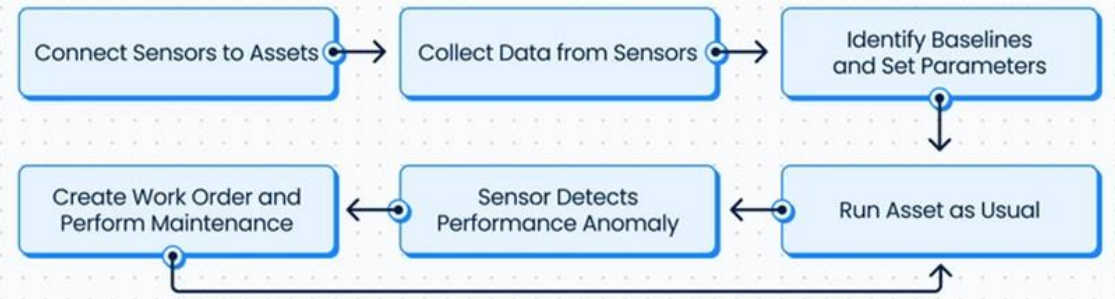 Connect Sensors to Assets
Collect Data from Sensors
Identify Baselines
and Set Parameters
Create Work Order and
Perform Maintenance
Sensor Detects
Performance Anomaly
Run Asset as Usual